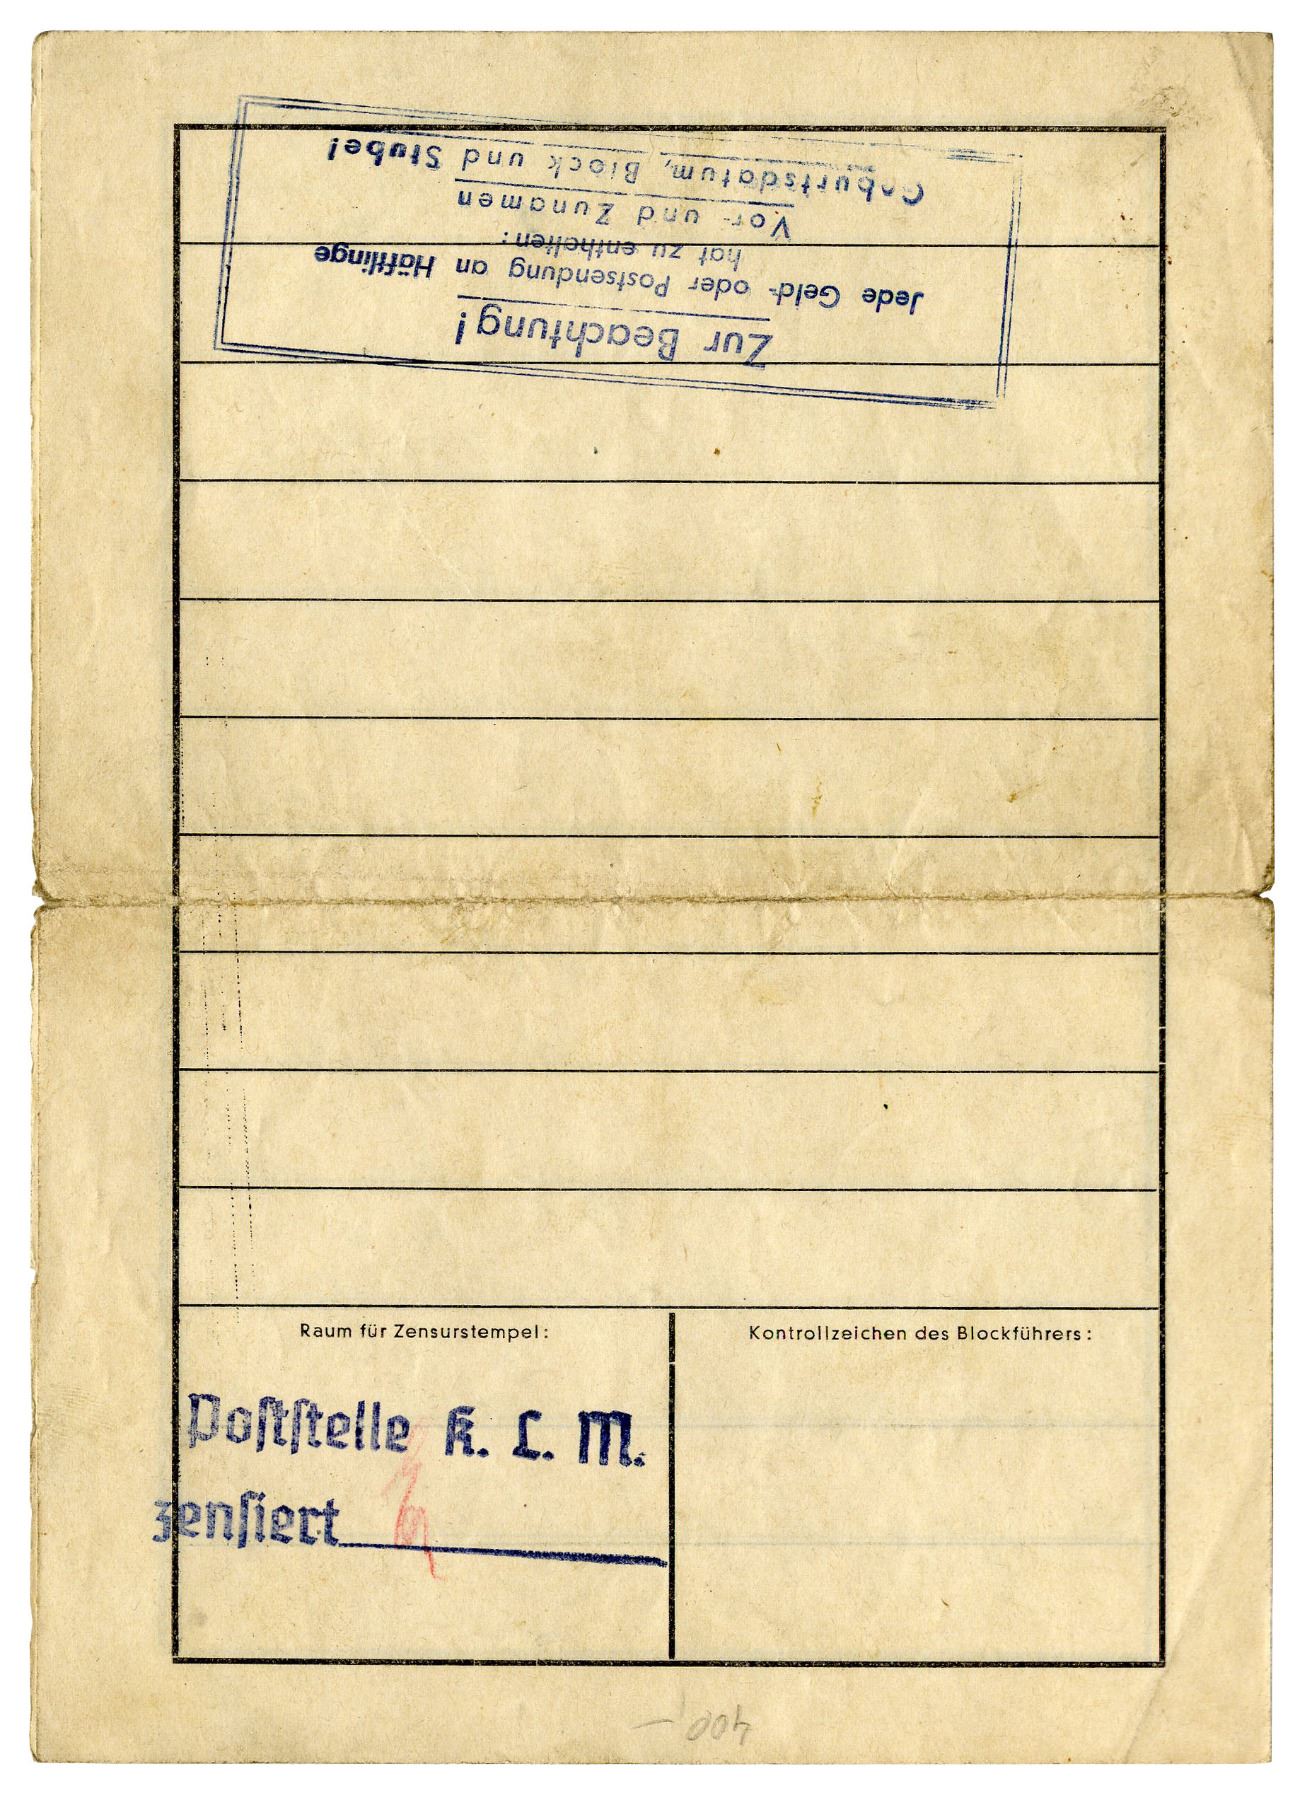 Zur Beachtung!
Jede Geld- oder Postsendung an Häftlinge
hat zu enthalten:
Vor- und Zunamen
Geburtsdatum, Block und Stube!
Raum für Zensurstempel:
Kontrollzeichen des Blockführers:
Poststelle K. L. M.
zensiert
400 —